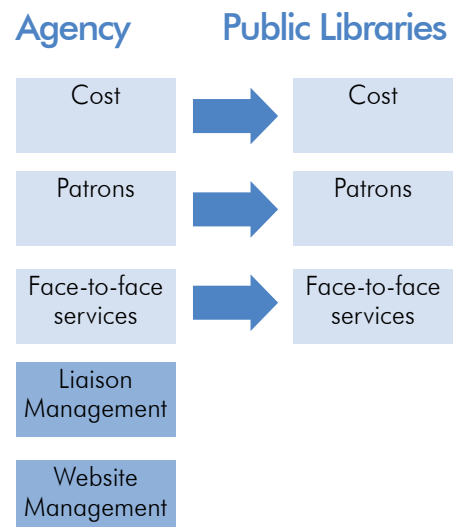 Agency Public Libraries
Cost Cost
Patrons Patrons
Face-to-face Face-to-face
services services
Liaison
Management
Website
Management